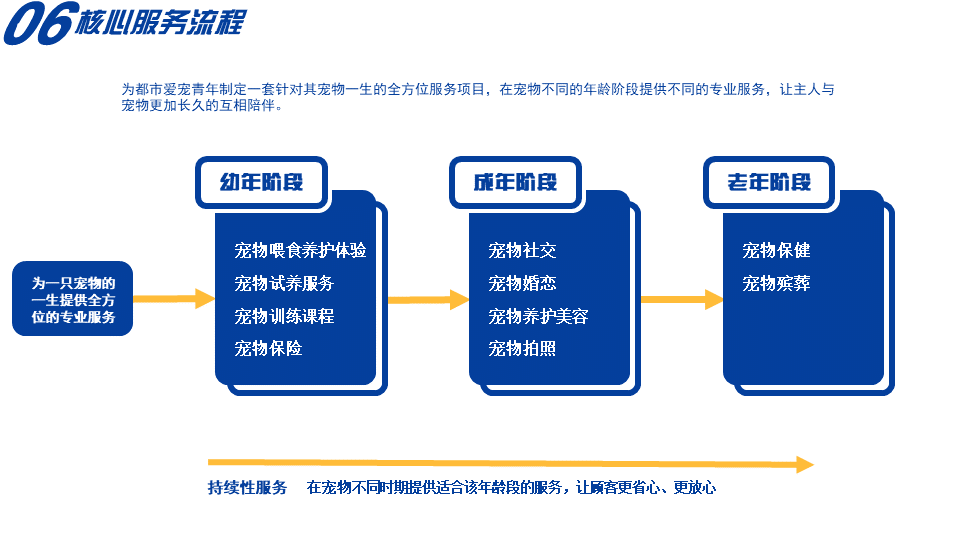 06核心服务流程
为都市爱宠青年制定一套针对其宠物一生的全方位服务项目，在宠物不同的年龄阶段提供不同的专业服务，让主人与
宠物更加长久的互相陪伴。
为一只宠物的
一生提供全方
位的专业服务
幼年阶段
宠物喂食养护体验
宠物试养服务
宠物训练课程
宠物保险
成年阶段
宠物社交
宠物婚恋
宠物养护美容
宠物拍照
老年阶段
宠物保健
宠物殡葬
持续性服务 在宠物不同时期提供适合该年龄段的服务，让顾客更省心、更放心